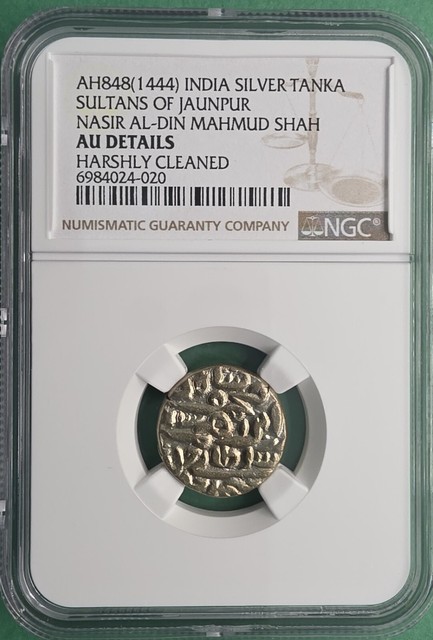 AH848(1444) INDIA SILVER TANKA
SULTANS OF JAUNPUR
NASIR AL-DIN MAHMUD SHAH
AU DETAILS
HARSHLY CLEANED
6984024-020
NUMISMATIC GUARANTY COMPANY NGC®